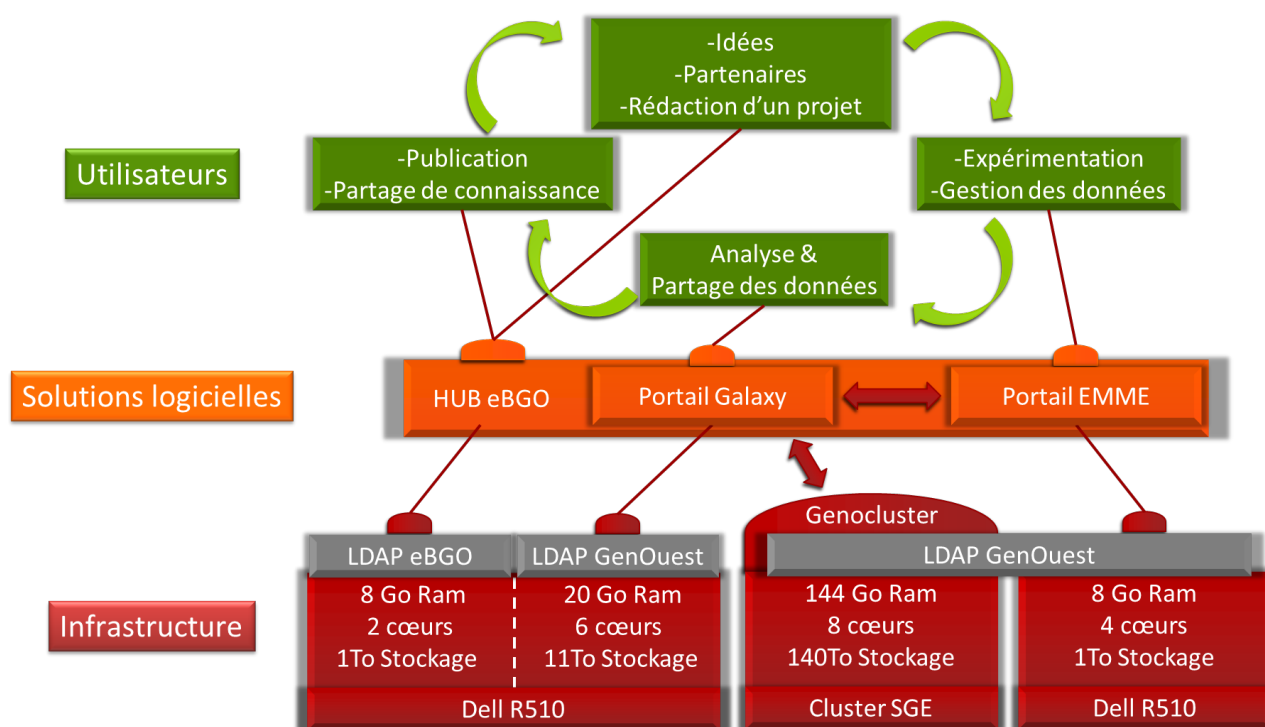 -Idées
-Partenaires
-Rédaction d'un projet
Utilisateurs
-Publication
-Partage de connaissance
-Expérimentation
-Gestion des données
Analyse &
Partage des données
Solutions logicielles
HUB eBGO
Portail Galaxy
Portail EMME
Genocluster
LDAP eBGO
LDAP GenOuest
LDAP GenOuest
Infrastructure
8 Go Ram
2 cœurs
1To Stockage
20 Go Ram
6 cœurs
11To Stockage
144 Go Ram
8 cœurs
140To Stockage
8 Go Ram
4 cœurs
1To Stockage
Dell R510
Cluster SGE
Dell R510